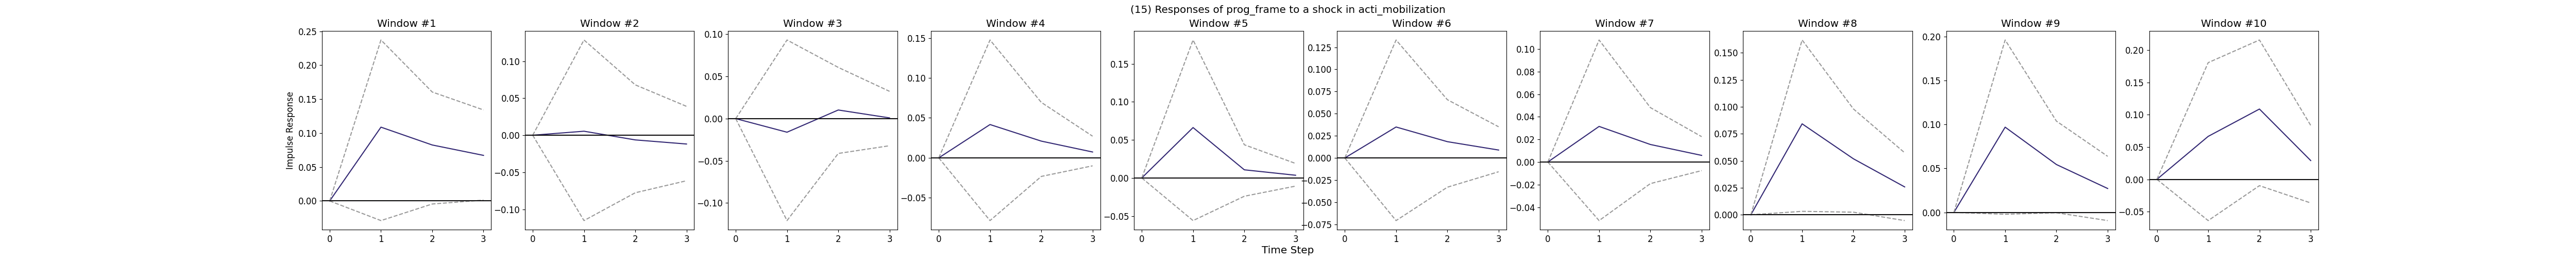 (15) Responses of prog_frame to a shock in acti_mobilization
Window #1
Window #2
Window #3
Window #4
Window #5
Window #6
Window #7
Window #8
Window #9
Window #10
Impulse Response
0.25
0.20
0.15
0.10
0.05
0.00
0 1 2 3
0.10
0.05
0.00
−0.05
−0.10
0 1 2 3
0.10
0.05
0.00
−0.05
−0.10
0 1 2 3
0.15
0.10
0.05
0.00
−0.05
0 1 2 3
0.15
0.10
0.05
0.00
−0.05
0 1 2 3
0.125
0.100
0.075
0.050
0.025
0.000
−0.025
−0.050
−0.075
0 1 2 3
0.10
0.08
0.06
0.04
0.02
0.00
−0.02
−0.04
0 1 2 3
0.150
0.125
0.100
0.075
0.050
0.025
0.000
0 1 2 3
0.20
0.15
0.10
0.05
0.00
0 1 2 3
0.20
0.15
0.10
0.05
0.00
−0.05
0 1 2 3
Time Step